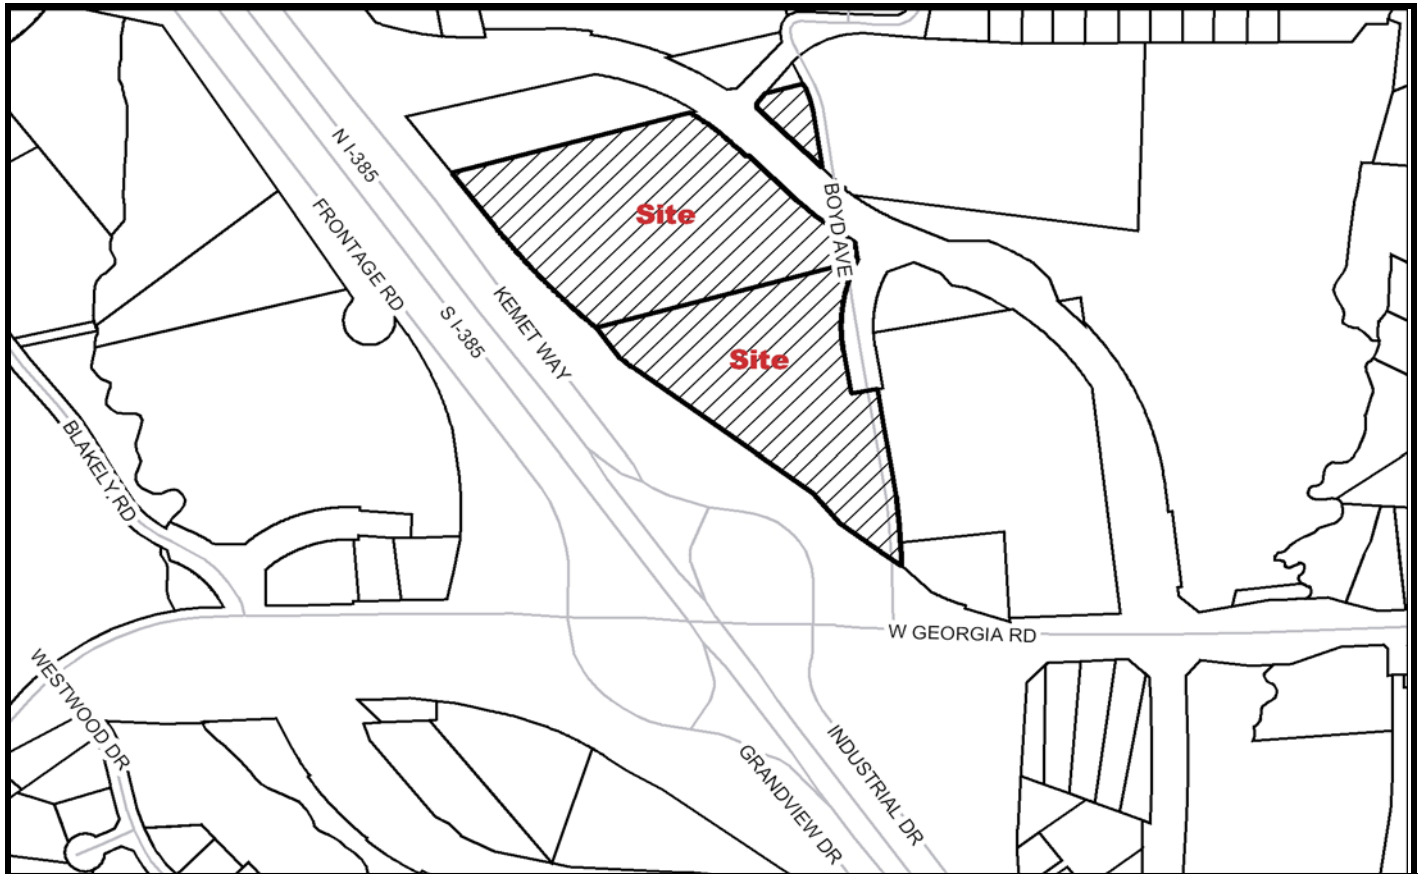 N I-385
BOYD AVE
Site
FRONTAGE RD
S I-385
KEMET WAY
Site
BLAKELY RD
W GEORGIA RD
WESTWOOD DR
INDUSTRIAL DR
GRANDVIEW DR